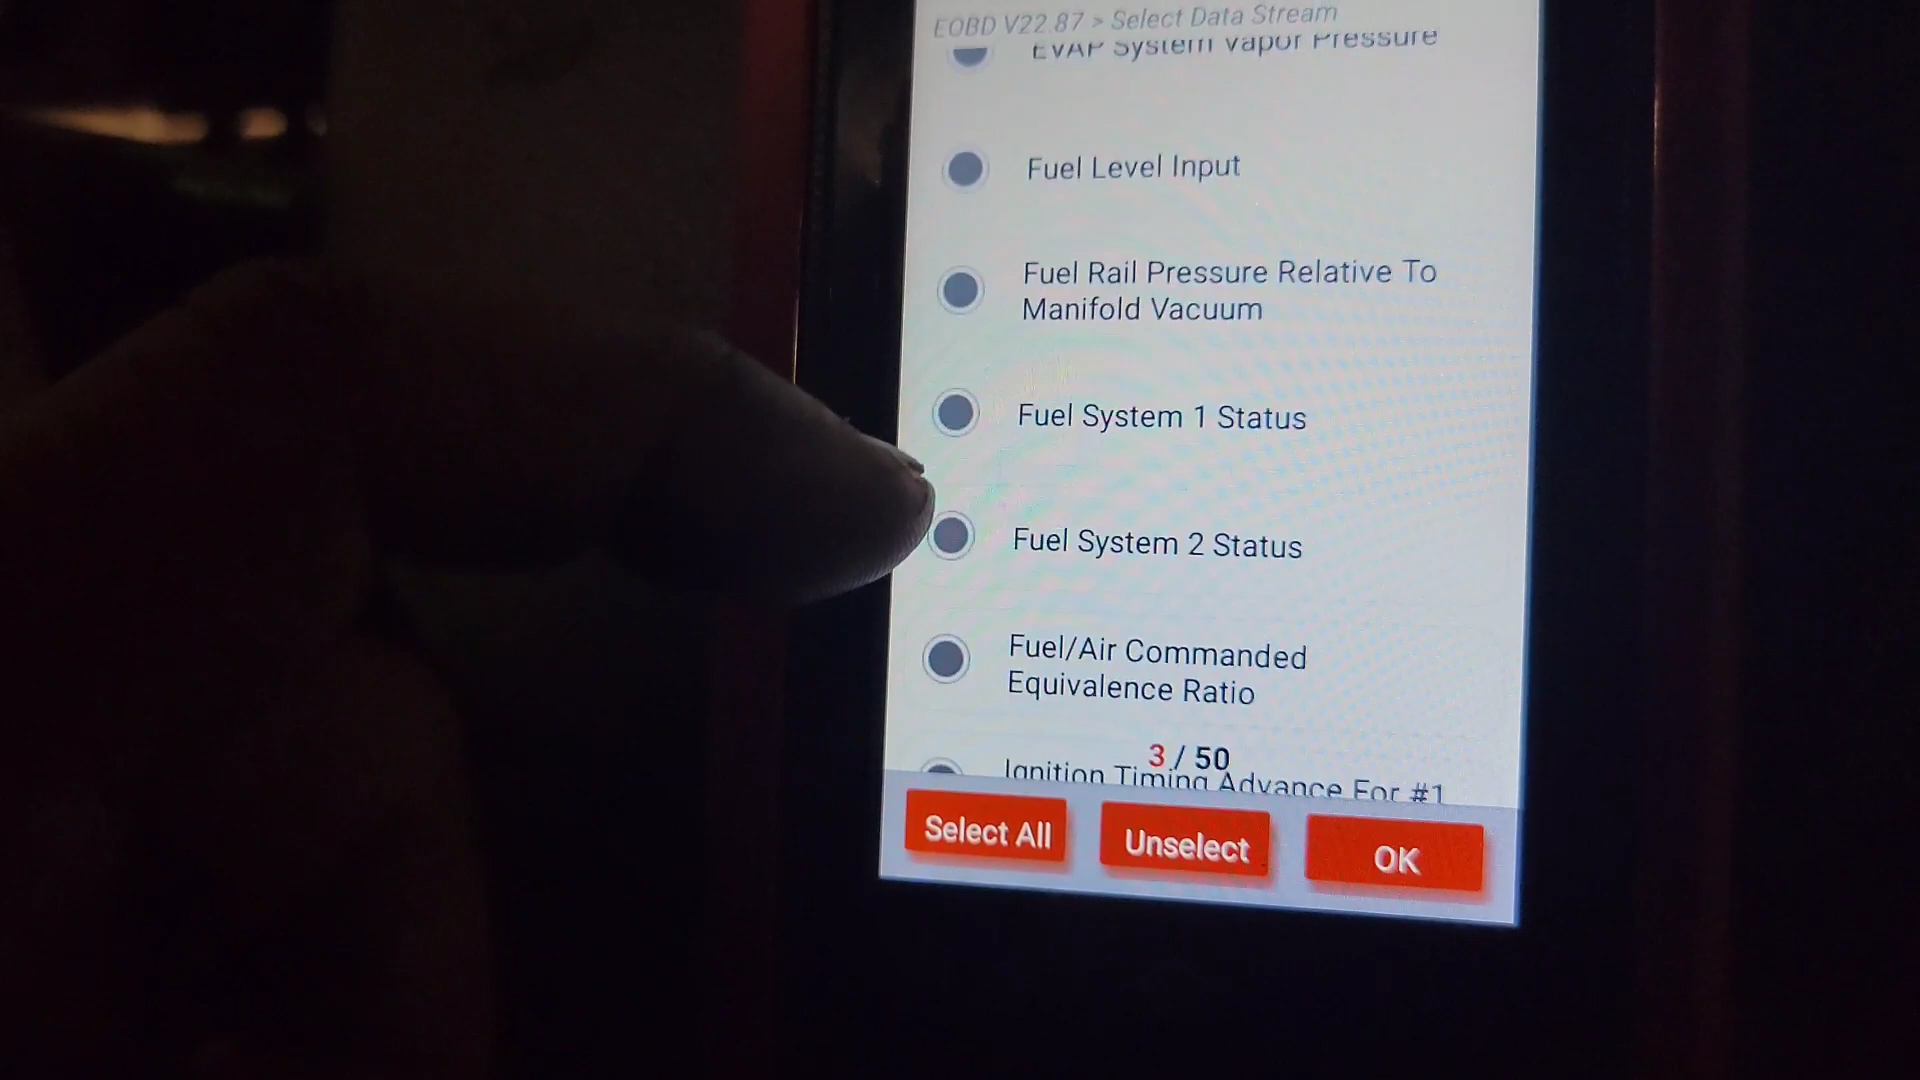 EOBD V22.87 > Select Data Stream
EVAP System Vapor Pressure
Fuel Level Input
Fuel Rail Pressure Relative To
Manifold Vacuum
Fuel System 1 Status
Fuel System 2 Status
Fuel/Air Commanded
Equivalence Ratio
3 / 50
Ignition Timing Advance For #1
Select All
Unselect
OK